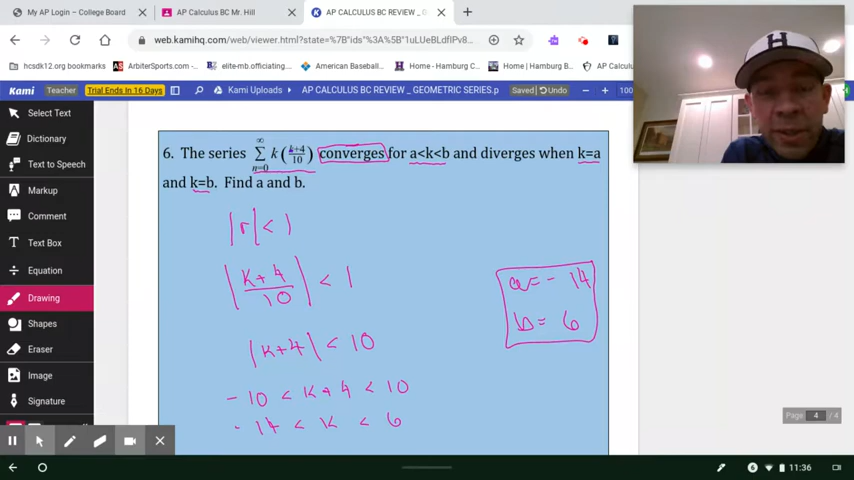 My AP Login – College Board
AP Calculus BC Mr. Hill
AP CALCULUS BC REVIEW_GEOM
web.kamihq.com/web/viewer.html?state=%7B"ids"%3A%5B"1uLUeBLdflPv8...
hcsdk12.org bookmarks
ArbiterSports.com
elite-mb.officiating...
American Baseball...
Home - Hamburg C...
Home - Hamburg
AP Calculu
Kami
Teacher
Trial Ends In 16 Days
Kami Uploads
AP CALCULUS BC REVIEW_ GEOMETRIC SERIES.p
Saved
Undo
100
Select Text
Dictionary
Text to Speech
Markup
Comment
Text Box
Equation
Drawing
Shapes
Eraser
Image
Signature
6. The series ∞ Σ n=0 k (k+4/10) converges for a<k<b and diverges when k=a
and k=b. Find a and b.
|r| < 1
|k+4/10| < 1
|k+4| < 10
-10 < k+4 < 10
-14 < k < 6
a = -14
b = 6
Page 4 / 4
H
6
11:36